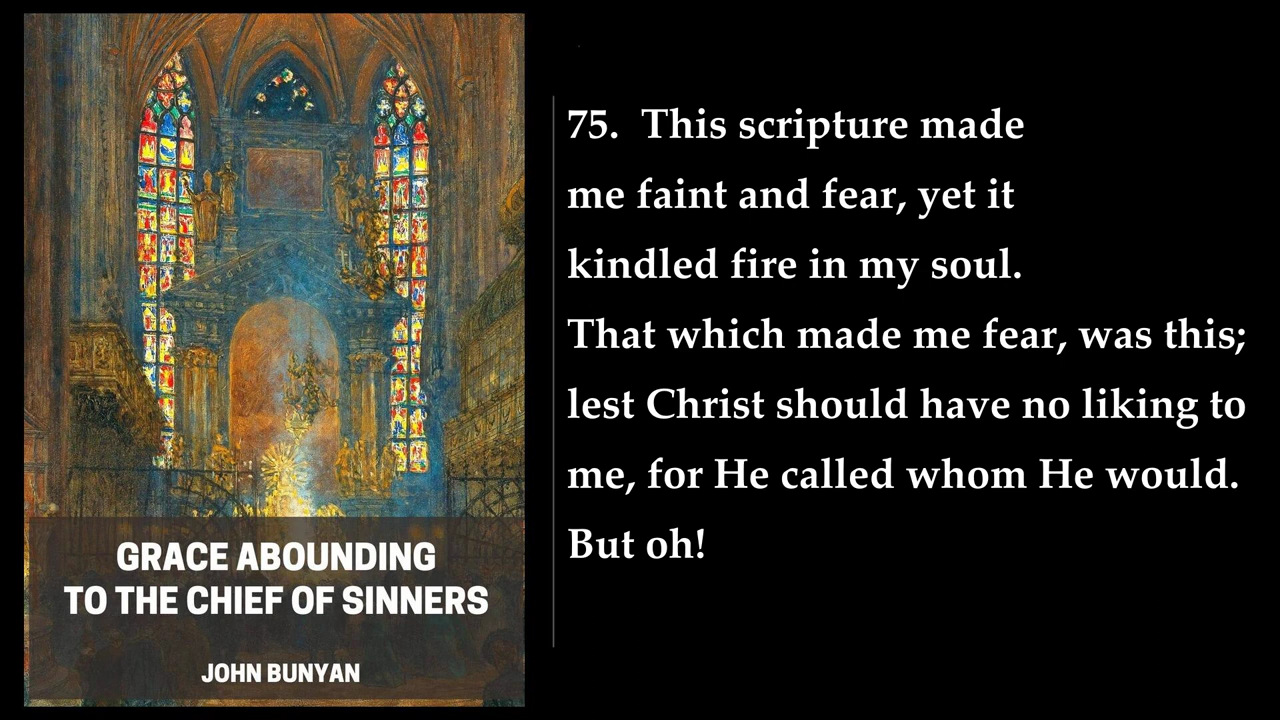 GRACE ABOUNDING
TO THE CHIEF OF SINNERS
JOHN BUNYAN
75. This scripture made
me faint and fear, yet it
kindled fire in my soul.
That which made me fear, was this;
lest Christ should have no liking to
me, for He called whom He would.
But oh!